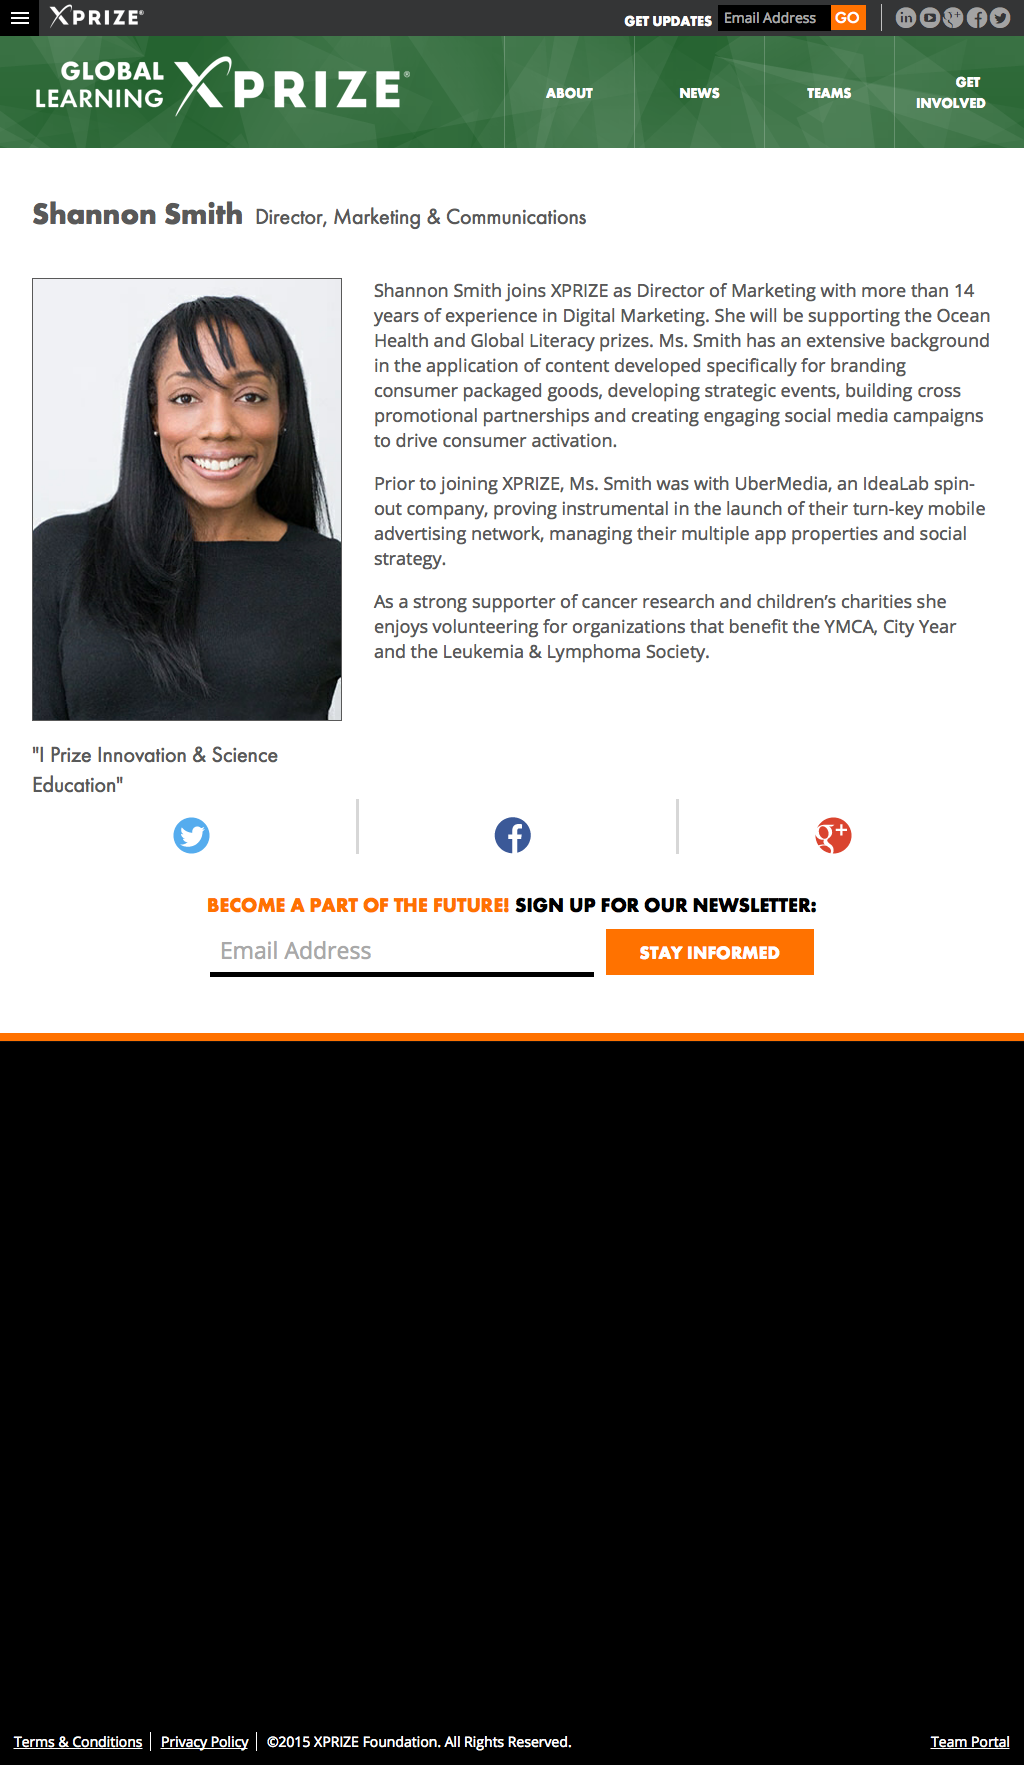 XPRIZE®
GET UPDATES Email Address GO
GLOBAL LEARNING XPRIZE®
ABOUT
NEWS
TEAMS
GET
INVOLVED
Shannon Smith Director, Marketing & Communications
Shannon Smith joins XPRIZE as Director of Marketing with more than 14
years of experience in Digital Marketing. She will be supporting the Ocean
Health and Global Literacy prizes. Ms. Smith has an extensive background
in the application of content developed specifically for branding
consumer packaged goods, developing strategic events, building cross
promotional partnerships and creating engaging social media campaigns
to drive consumer activation.
Prior to joining XPRIZE, Ms. Smith was with UberMedia, an IdeaLab spin-
out company, proving instrumental in the launch of their turn-key mobile
advertising network, managing their multiple app properties and social
strategy.
As a strong supporter of cancer research and children’s charities she
enjoys volunteering for organizations that benefit the YMCA, City Year
and the Leukemia & Lymphoma Society.
"I Prize Innovation & Science
Education"
BECOME A PART OF THE FUTURE! SIGN UP FOR OUR NEWSLETTER:
Email Address
STAY INFORMED
Terms & Conditions Privacy Policy ©2015 XPRIZE Foundation. All Rights Reserved. Team Portal